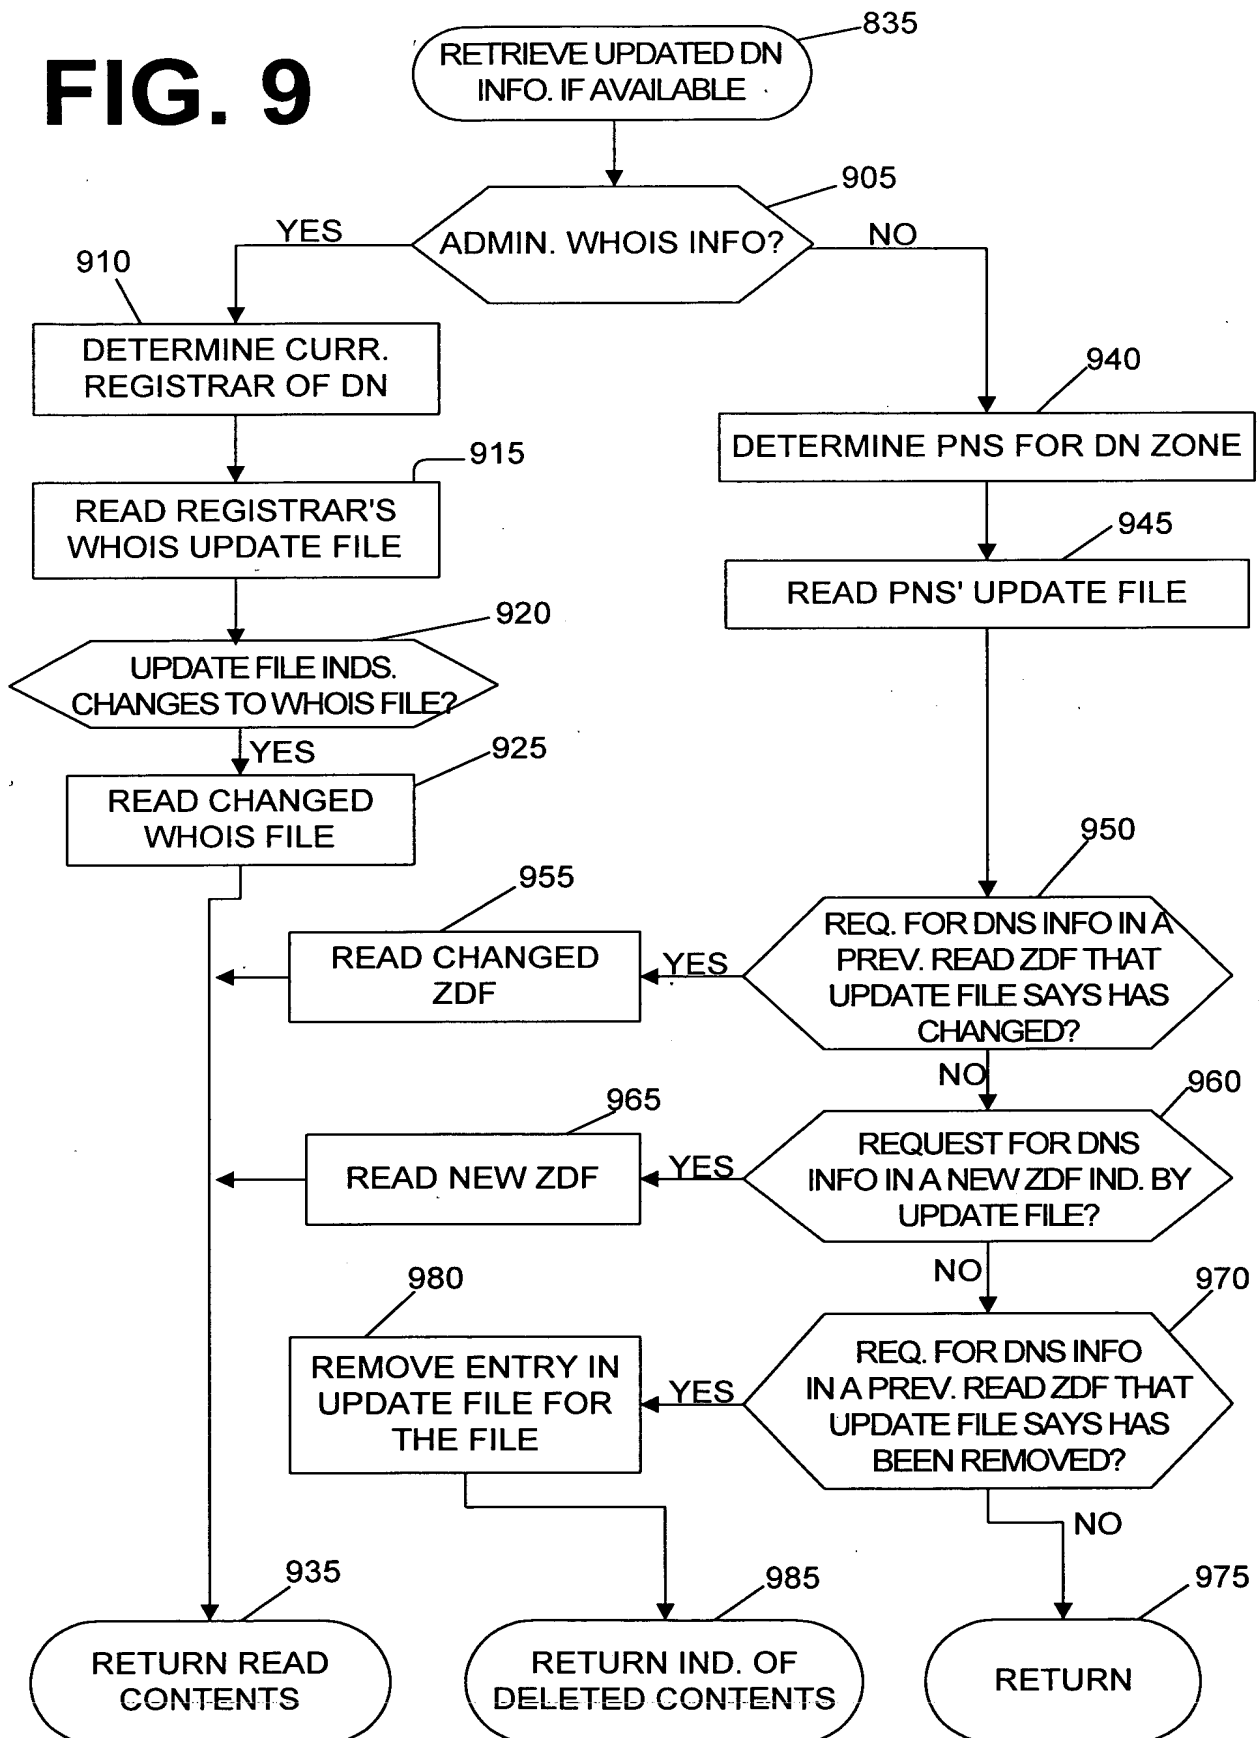 FIG. 9
835
RETRIEVE UPDATED DN
INFO. IF AVAILABLE
905
ADMIN. WHOIS INFO?
YES
NO
910
DETERMINE CURR.
REGISTRAR OF DN
915
READ REGISTRAR'S
WHOIS UPDATE FILE
920
UPDATE FILE INDS.
CHANGES TO WHOIS FILE?
YES
925
READ CHANGED
WHOIS FILE
940
DETERMINE PNS FOR DN ZONE
945
READ PNS' UPDATE FILE
950
REQ. FOR DNS INFO IN A
PREV. READ ZDF THAT
UPDATE FILE SAYS HAS
CHANGED?
YES
955
READ CHANGED
ZDF
NO
960
REQUEST FOR DNS
INFO IN A NEW ZDF IND. BY
UPDATE FILE?
YES
965
READ NEW ZDF
NO
970
REQ. FOR DNS INFO
IN A PREV. READ ZDF THAT
UPDATE FILE SAYS HAS
BEEN REMOVED?
YES
980
REMOVE ENTRY IN
UPDATE FILE FOR
THE FILE
NO
935
RETURN READ
CONTENTS
985
RETURN IND. OF
DELETED CONTENTS
975
RETURN